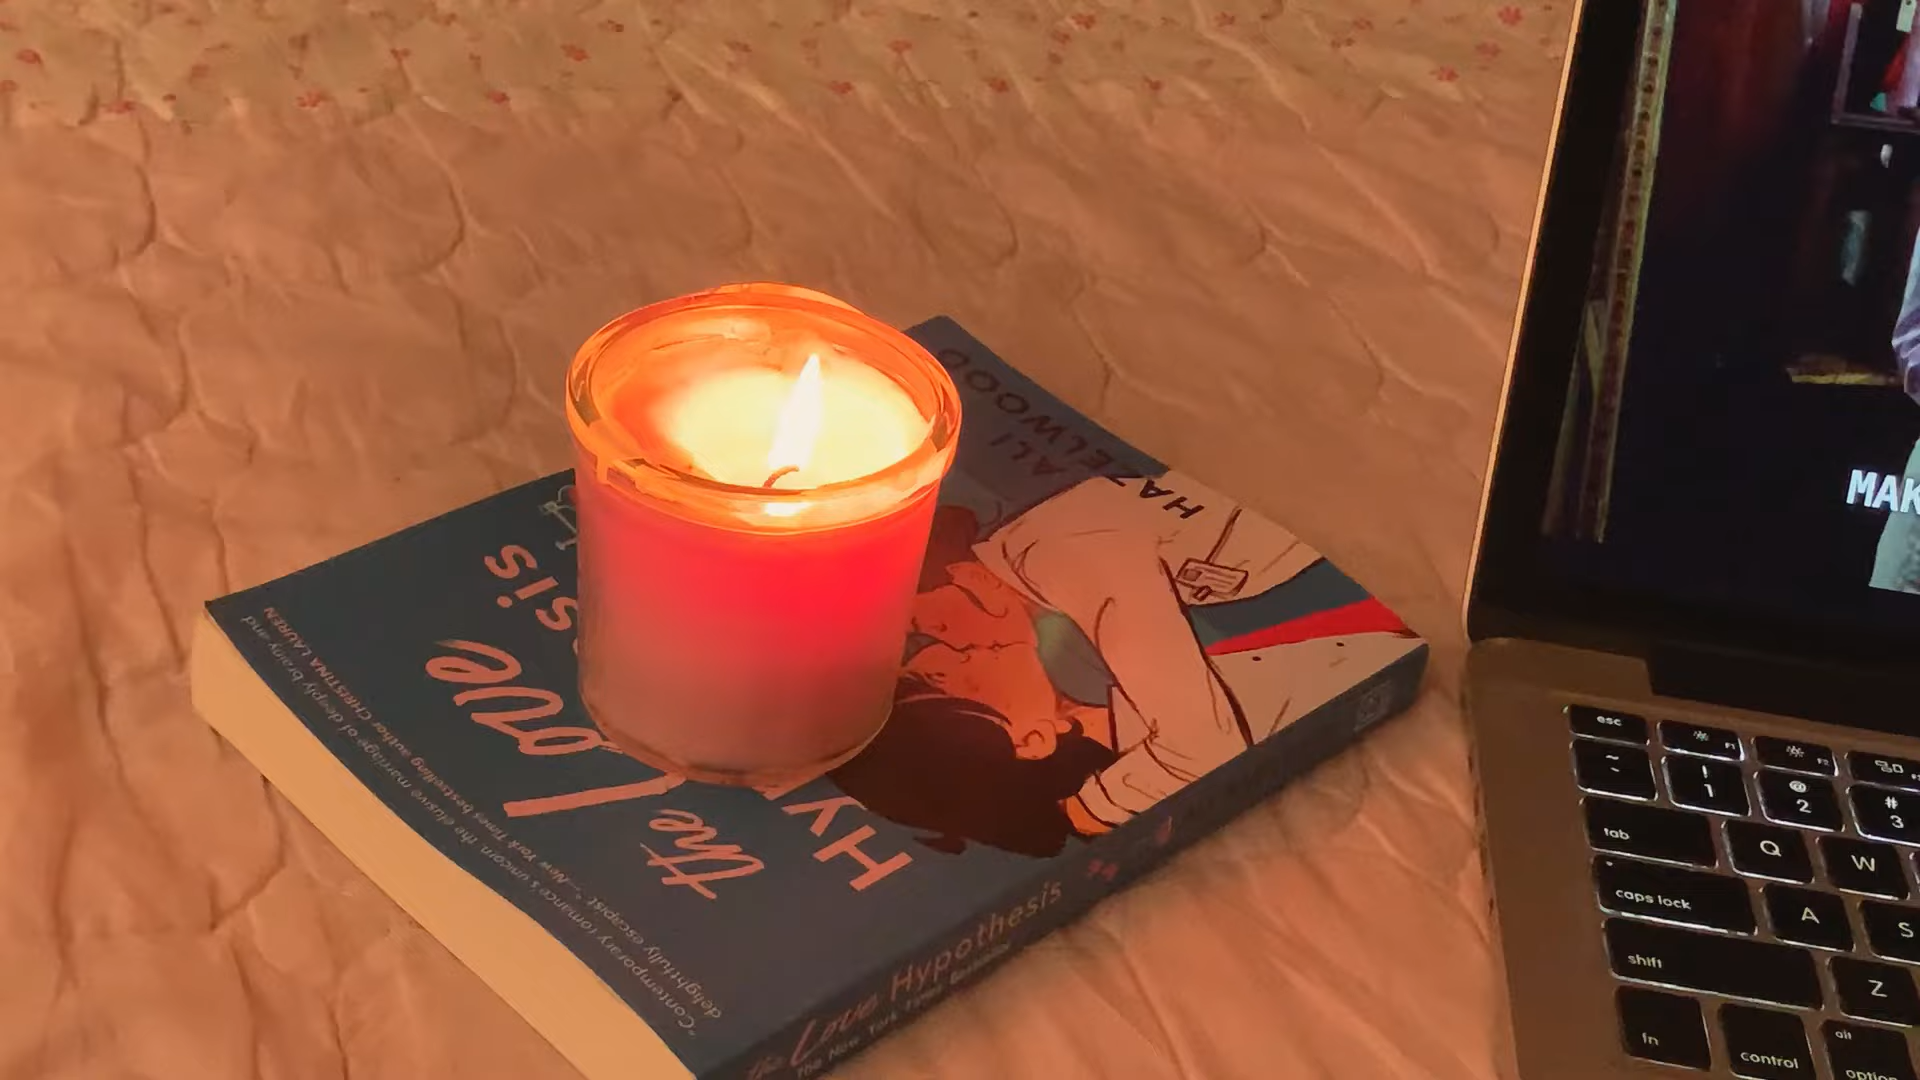 "Contemporary romance's unicorn: the elusive marriage of deeply brainy and
delightfully escapist."—New York Times bestselling author CHRISTINA LAUREN
the Love
Hy sis
ALI
HAZELWOOD
the Love Hypothesis
The New York Times Bestseller
MAK
esc
F1
F2
~
! 1
@ 2
# 3
tab
Q
W
caps lock
A
S
shift
Z
fn
control
alt
option